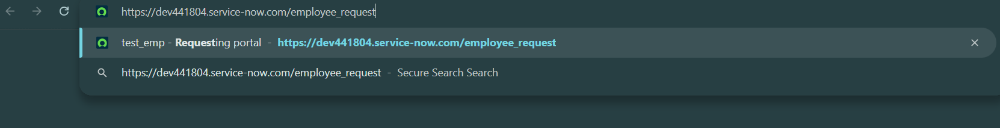 https://dev441804.service-now.com/employee_request
test_emp - Requesting portal - https://dev441804.service-now.com/employee_request
https://dev441804.service-now.com/employee_request - Secure Search Search